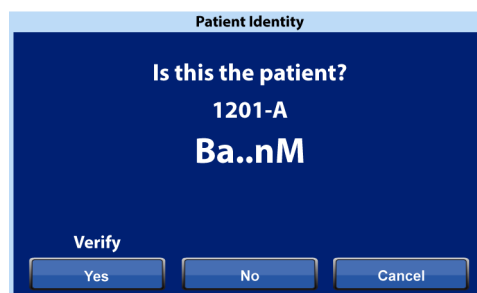 Patient Identity
Is this the patient?
1201-A
Ba..nM
Verify
Yes No Cancel